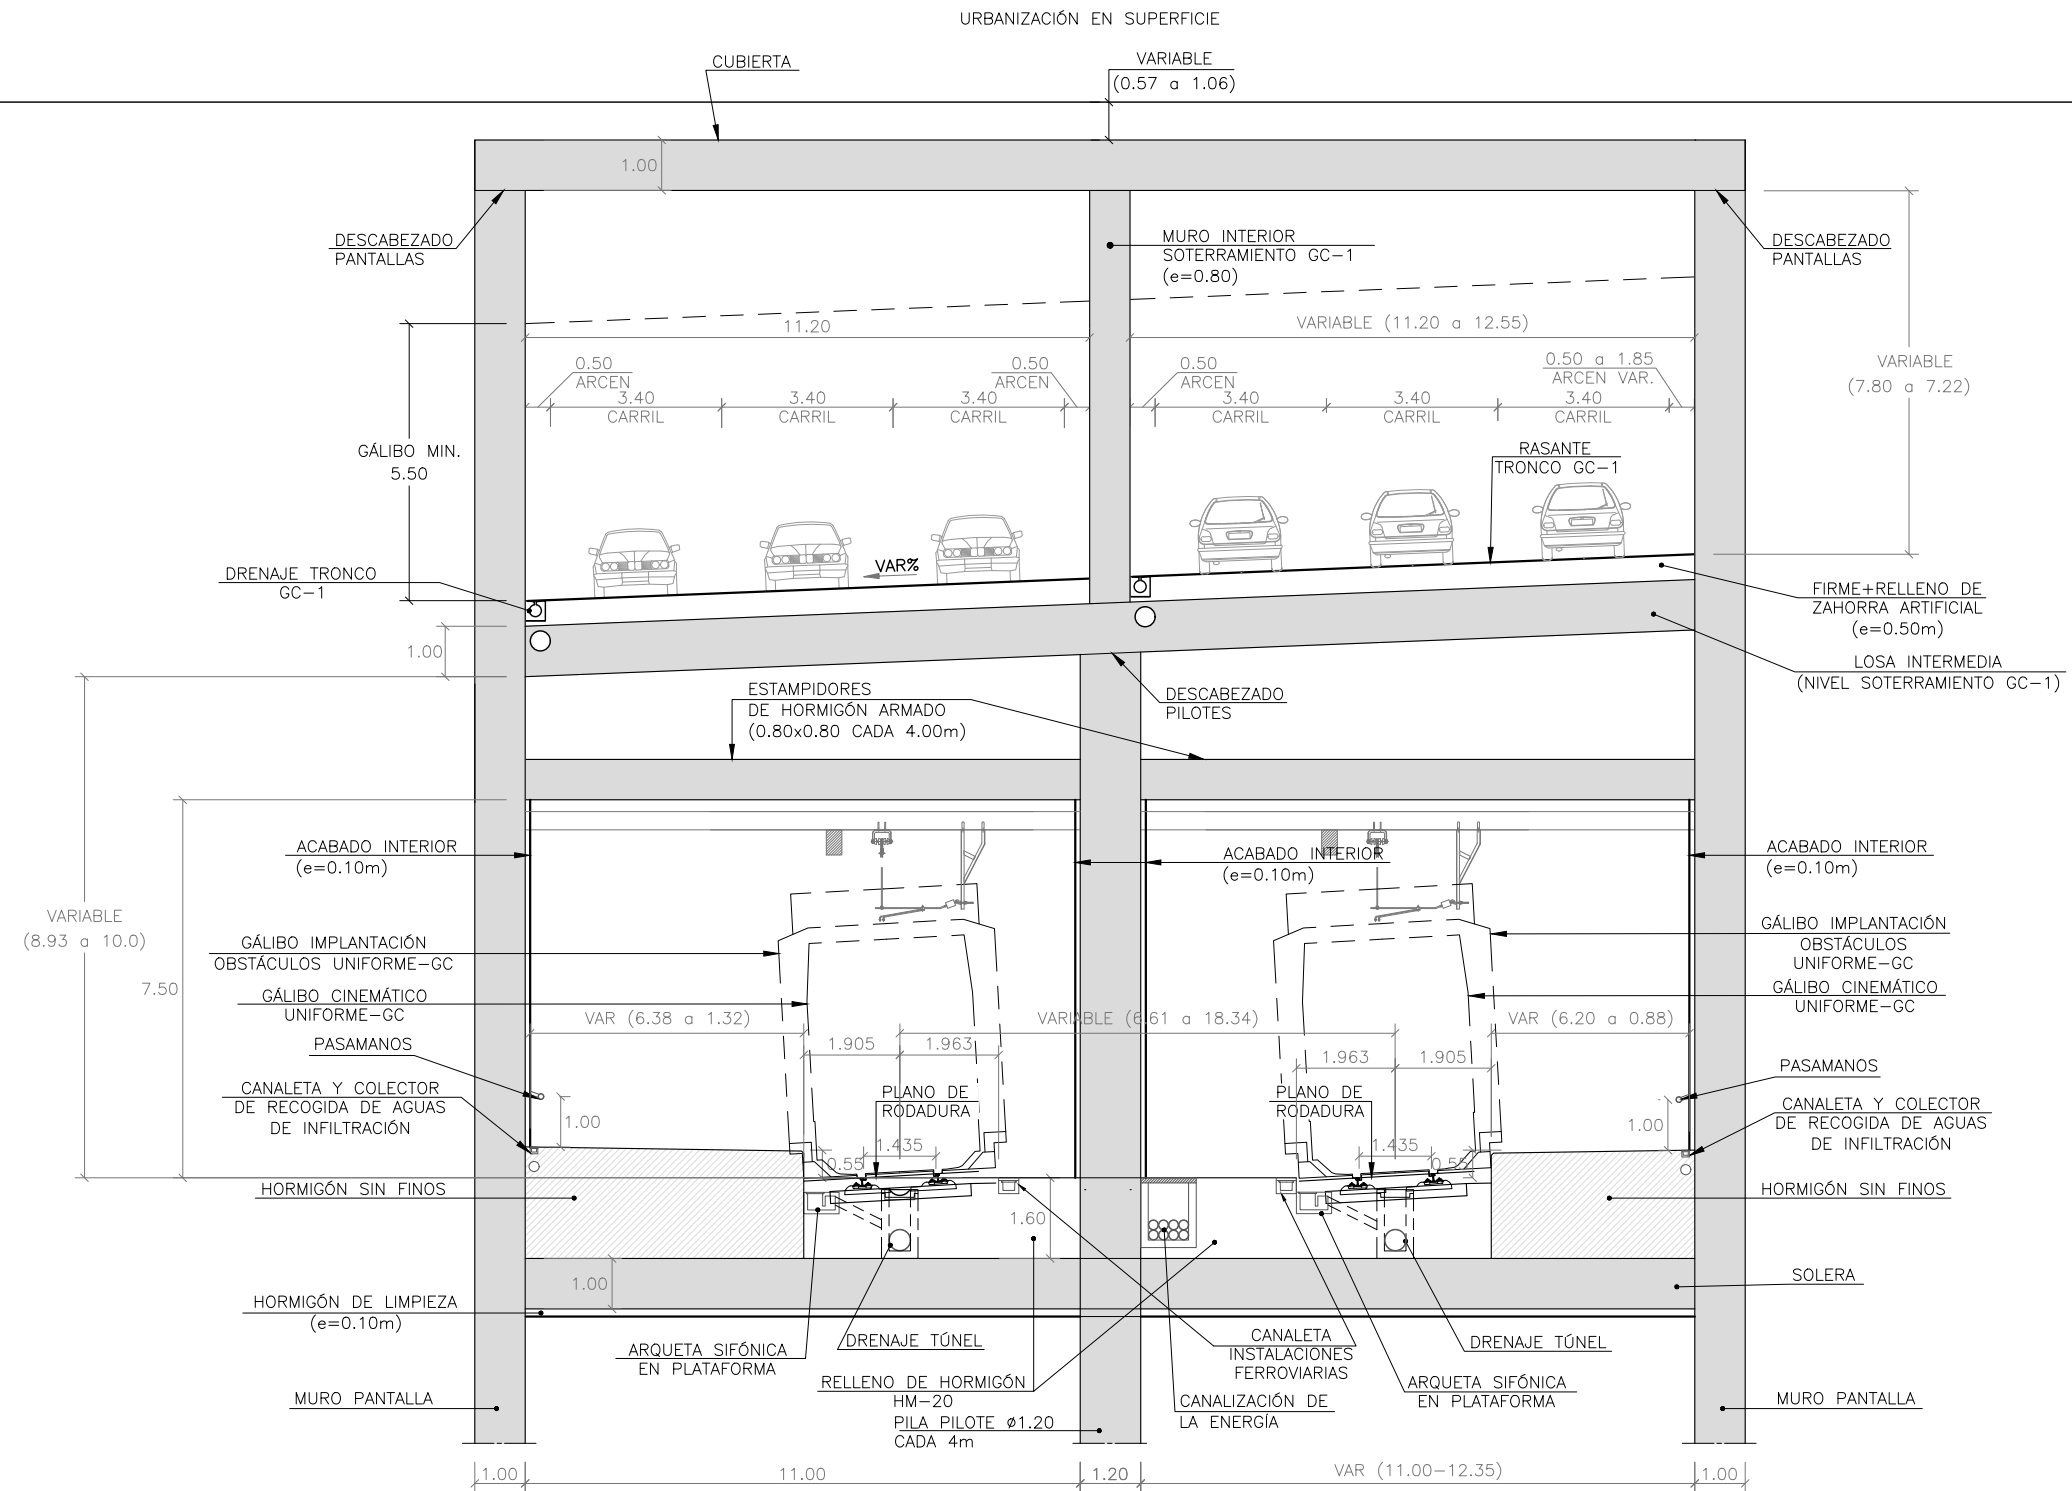 URBANIZACIÓN EN SUPERFICIE
CUBIERTA
VARIABLE
(0.57 a 1.06)
1.00
DESCABEZADO
PANTALLAS
MURO INTERIOR
SOTERRAMIENTO GC-1
(e=0.80)
DESCABEZADO
PANTALLAS
11.20
VARIABLE (11.20 a 12.55)
0.50
ARCEN
0.50
ARCEN
0.50
ARCEN
0.50 a 1.85
ARCEN VAR.
3.40
CARRIL
3.40
CARRIL
3.40
CARRIL
3.40
CARRIL
3.40
CARRIL
3.40
CARRIL
VARIABLE
(7.80 a 7.22)
GÁLIBO MIN.
5.50
RASANTE
TRONCO GC-1
VAR%
DRENAJE TRONCO
GC-1
FIRME+RELLENO DE
ZAHORRA ARTIFICIAL
(e=0.50m)
1.00
LOSA INTERMEDIA
(NIVEL SOTERRAMIENTO GC-1)
ESTAMPIDORES
DE HORMIGÓN ARMADO
(0.80x0.80 CADA 4.00m)
DESCABEZADO
PILOTES
ACABADO INTERIOR
(e=0.10m)
ACABADO INTERIOR
(e=0.10m)
ACABADO INTERIOR
(e=0.10m)
VARIABLE
(8.93 a 10.0)
7.50
GÁLIBO IMPLANTACIÓN
OBSTÁCULOS UNIFORME-GC
GÁLIBO IMPLANTACIÓN
OBSTÁCULOS
UNIFORME-GC
GÁLIBO CINEMÁTICO
UNIFORME-GC
GÁLIBO CINEMÁTICO
UNIFORME-GC
VAR (6.38 a 1.32)
VARIABLE (6.61 a 18.34)
VAR (6.20 a 0.88)
1.905
1.963
1.963
1.905
PASAMANOS
PASAMANOS
CANALETA Y COLECTOR
DE RECOGIDA DE AGUAS
DE INFILTRACIÓN
1.00
PLANO DE
RODADURA
PLANO DE
RODADURA
1.00
CANALETA Y COLECTOR
DE RECOGIDA DE AGUAS
DE INFILTRACIÓN
0.55
1.435
1.435
0.55
HORMIGÓN SIN FINOS
HORMIGÓN SIN FINOS
1.60
1.00
SOLERA
HORMIGÓN DE LIMPIEZA
(e=0.10m)
ARQUETA SIFÓNICA
EN PLATAFORMA
DRENAJE TÚNEL
CANALETA
INSTALACIONES
FERROVIARIAS
DRENAJE TÚNEL
RELLENO DE HORMIGÓN
HM-20
CANALIZACIÓN DE
LA ENERGÍA
ARQUETA SIFÓNICA
EN PLATAFORMA
MURO PANTALLA
PILA PILOTE ø1.20
CADA 4m
MURO PANTALLA
1.00
11.00
1.20
VAR (11.00-12.35)
1.00